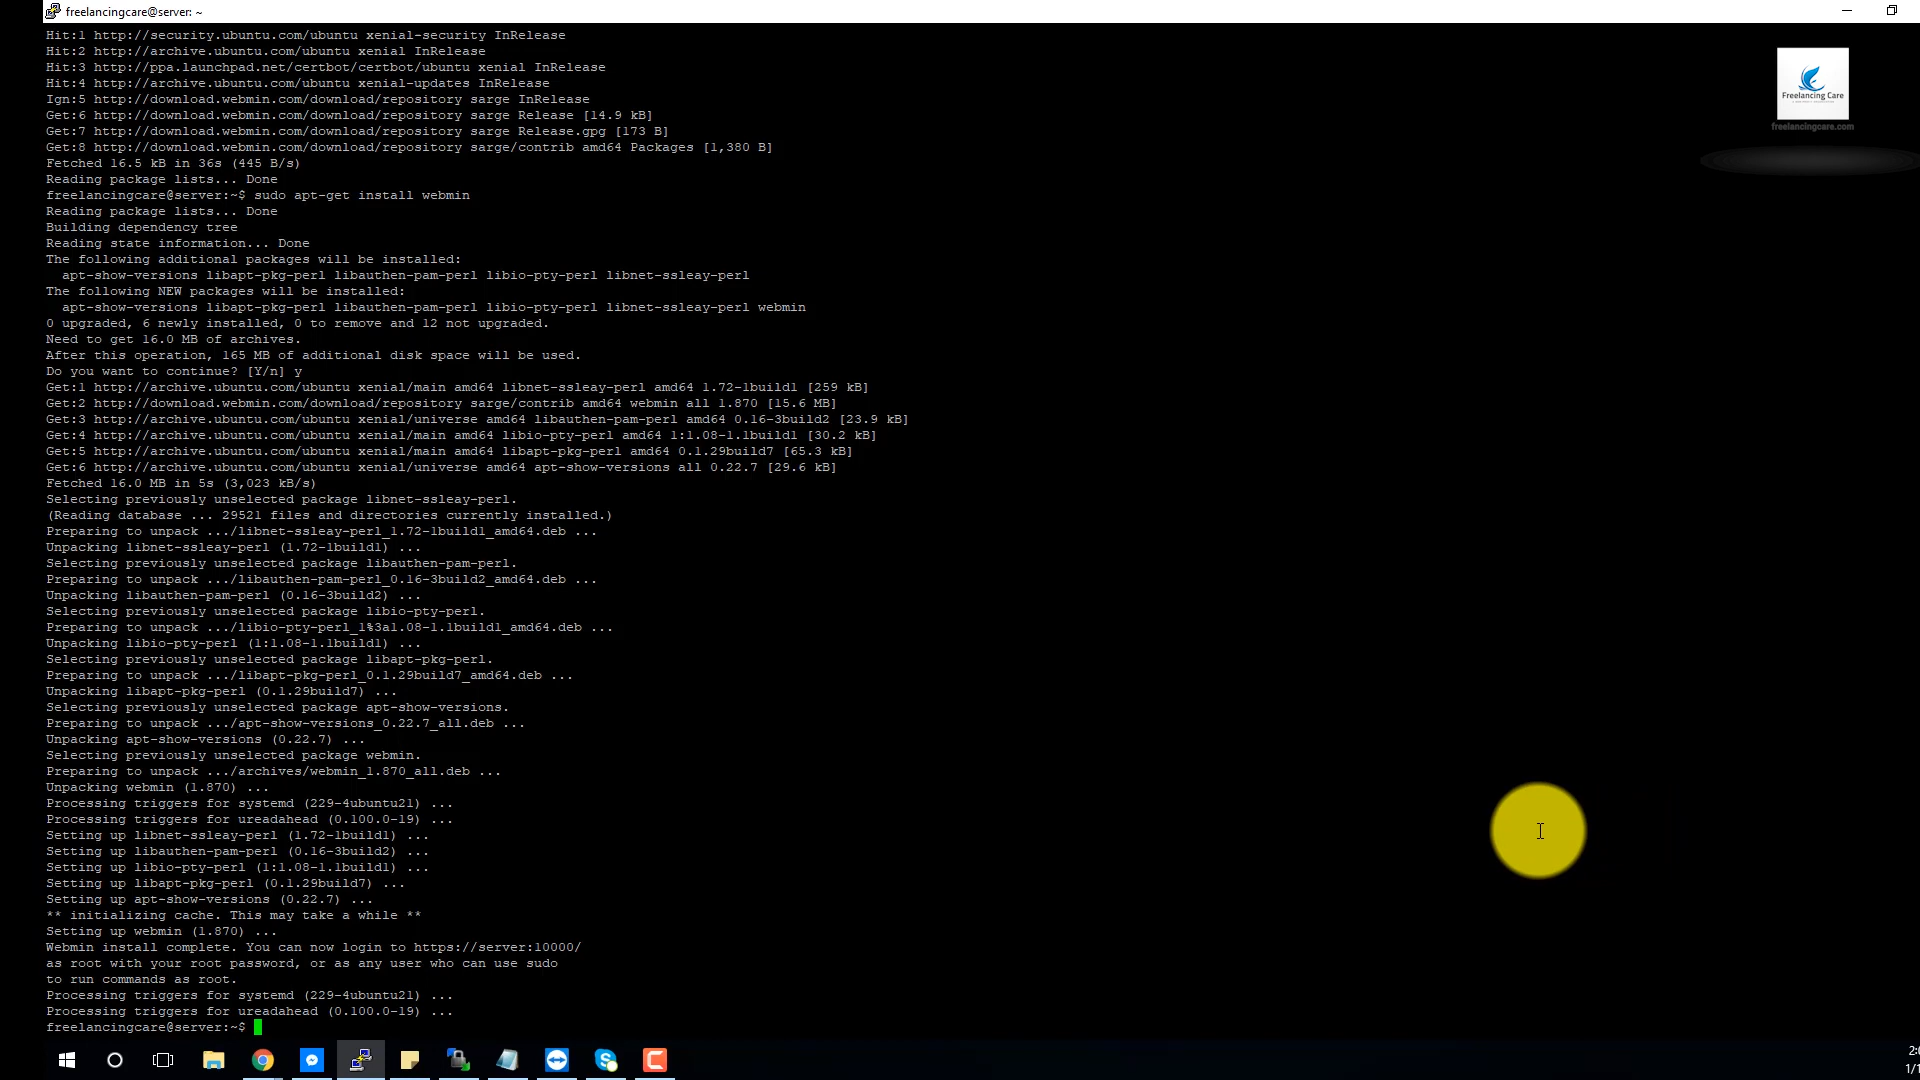 freelancingcare@server: ~
Hit:1 http://security.ubuntu.com/ubuntu xenial-security InRelease
Hit:2 http://archive.ubuntu.com/ubuntu xenial InRelease
Hit:3 http://ppa.launchpad.net/certbot/certbot/ubuntu xenial InRelease
Hit:4 http://archive.ubuntu.com/ubuntu xenial-updates InRelease
Ign:5 http://download.webmin.com/download/repository sarge InRelease
Get:6 http://download.webmin.com/download/repository sarge Release [14.9 kB]
Get:7 http://download.webmin.com/download/repository sarge Release.gpg [173 B]
Get:8 http://download.webmin.com/download/repository sarge/contrib amd64 Packages [1,380 B]
Fetched 16.5 kB in 36s (445 B/s)
Reading package lists... Done
freelancingcare@server:~$ sudo apt-get install webmin
Reading package lists... Done
Building dependency tree
Reading state information... Done
The following additional packages will be installed:
  apt-show-versions libapt-pkg-perl libauthen-pam-perl libio-pty-perl libnet-ssleay-perl
The following NEW packages will be installed:
  apt-show-versions libapt-pkg-perl libauthen-pam-perl libio-pty-perl libnet-ssleay-perl webmin
0 upgraded, 6 newly installed, 0 to remove and 12 not upgraded.
Need to get 16.0 MB of archives.
After this operation, 165 MB of additional disk space will be used.
Do you want to continue? [Y/n] y
Get:1 http://archive.ubuntu.com/ubuntu xenial/main amd64 libnet-ssleay-perl amd64 1.72-1build1 [259 kB]
Get:2 http://download.webmin.com/download/repository sarge/contrib amd64 webmin all 1.870 [15.6 MB]
Get:3 http://archive.ubuntu.com/ubuntu xenial/universe amd64 libauthen-pam-perl amd64 0.16-3build2 [23.9 kB]
Get:4 http://archive.ubuntu.com/ubuntu xenial/main amd64 libio-pty-perl amd64 1:1.08-1.1build1 [30.2 kB]
Get:5 http://archive.ubuntu.com/ubuntu xenial/main amd64 libapt-pkg-perl amd64 0.1.29build7 [65.3 kB]
Get:6 http://archive.ubuntu.com/ubuntu xenial/universe amd64 apt-show-versions all 0.22.7 [29.6 kB]
Fetched 16.0 MB in 5s (3,023 kB/s)
Selecting previously unselected package libnet-ssleay-perl.
(Reading database ... 29521 files and directories currently installed.)
Preparing to unpack .../libnet-ssleay-perl_1.72-1build1_amd64.deb ...
Unpacking libnet-ssleay-perl (1.72-1build1) ...
Selecting previously unselected package libauthen-pam-perl.
Preparing to unpack .../libauthen-pam-perl_0.16-3build2_amd64.deb ...
Unpacking libauthen-pam-perl (0.16-3build2) ...
Selecting previously unselected package libio-pty-perl.
Preparing to unpack .../libio-pty-perl_1%3a1.08-1.1build1_amd64.deb ...
Unpacking libio-pty-perl (1:1.08-1.1build1) ...
Selecting previously unselected package libapt-pkg-perl.
Preparing to unpack .../libapt-pkg-perl_0.1.29build7_amd64.deb ...
Unpacking libapt-pkg-perl (0.1.29build7) ...
Selecting previously unselected package apt-show-versions.
Preparing to unpack .../apt-show-versions_0.22.7_all.deb ...
Unpacking apt-show-versions (0.22.7) ...
Selecting previously unselected package webmin.
Preparing to unpack .../archives/webmin_1.870_all.deb ...
Unpacking webmin (1.870) ...
Processing triggers for systemd (229-4ubuntu21) ...
Processing triggers for ureadahead (0.100.0-19) ...
Setting up libnet-ssleay-perl (1.72-1build1) ...
Setting up libauthen-pam-perl (0.16-3build2) ...
Setting up libio-pty-perl (1:1.08-1.1build1) ...
Setting up libapt-pkg-perl (0.1.29build7) ...
Setting up apt-show-versions (0.22.7) ...
** initializing cache. This may take a while **
Setting up webmin (1.870) ...
Webmin install complete. You can now login to https://server:10000/
as root with your root password, or as any user who can use sudo
to run commands as root.
Processing triggers for systemd (229-4ubuntu21) ...
Processing triggers for ureadahead (0.100.0-19) ...
freelancingcare@server:~$
Freelancing Care
freelancingcare.com